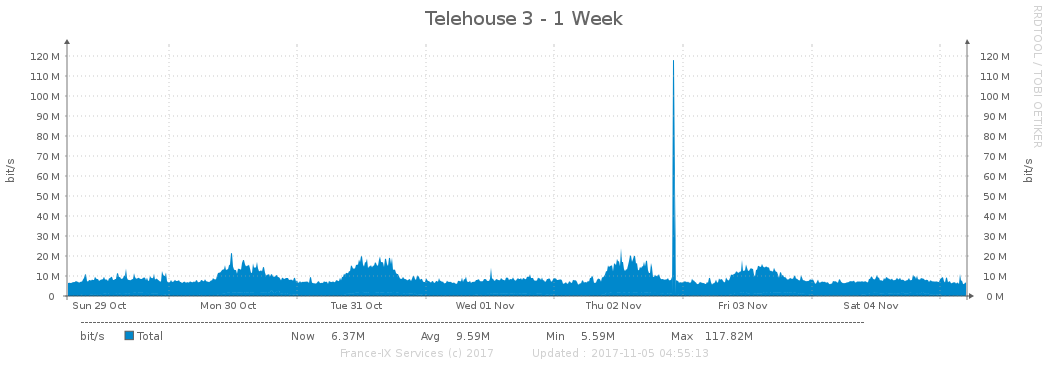 Telehouse 3 - 1 Week
RRDTOOL / TOBI OETIKER
bit/s
bit/s
120 M 120 M
110 M 110 M
100 M 100 M
90 M 90 M
80 M 80 M
70 M 70 M
60 M 60 M
50 M 50 M
40 M 40 M
30 M 30 M
20 M 20 M
10 M 10 M
0 0 M
Sun 29 Oct Mon 30 Oct Tue 31 Oct Wed 01 Nov Thu 02 Nov Fri 03 Nov Sat 04 Nov
bit/s Total Now 6.37M Avg 9.59M Min 5.59M Max 117.82M
France-IX Services (c) 2017 Updated : 2017-11-05 04:55:13